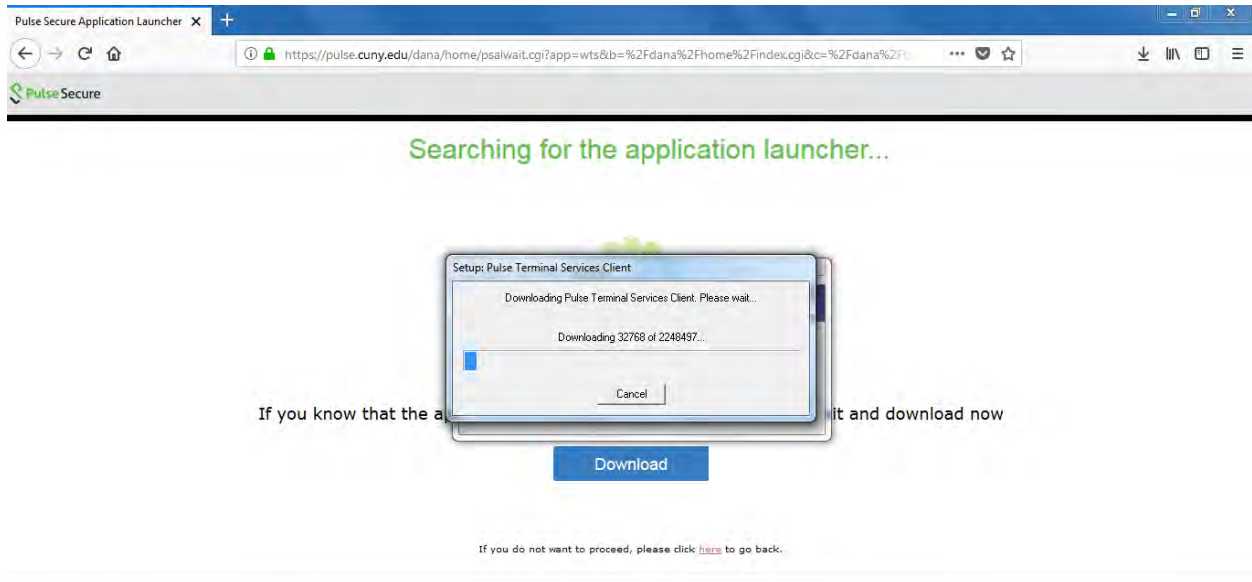 Pulse Secure Application Launcher
https://pulse.cuny.edu/dana/home/psalwait.cgi?app=wts&b=%2Fdana%2Fhome%2Findex.cgi&c=%2Fdana%2F
Pulse Secure
Searching for the application launcher...
Setup: Pulse Terminal Services Client
Downloading Pulse Terminal Services Client. Please wait...
Downloading 32768 of 2248497...
Cancel
If you know that the a
it and download now
Download
If you do not want to proceed, please click here to go back.